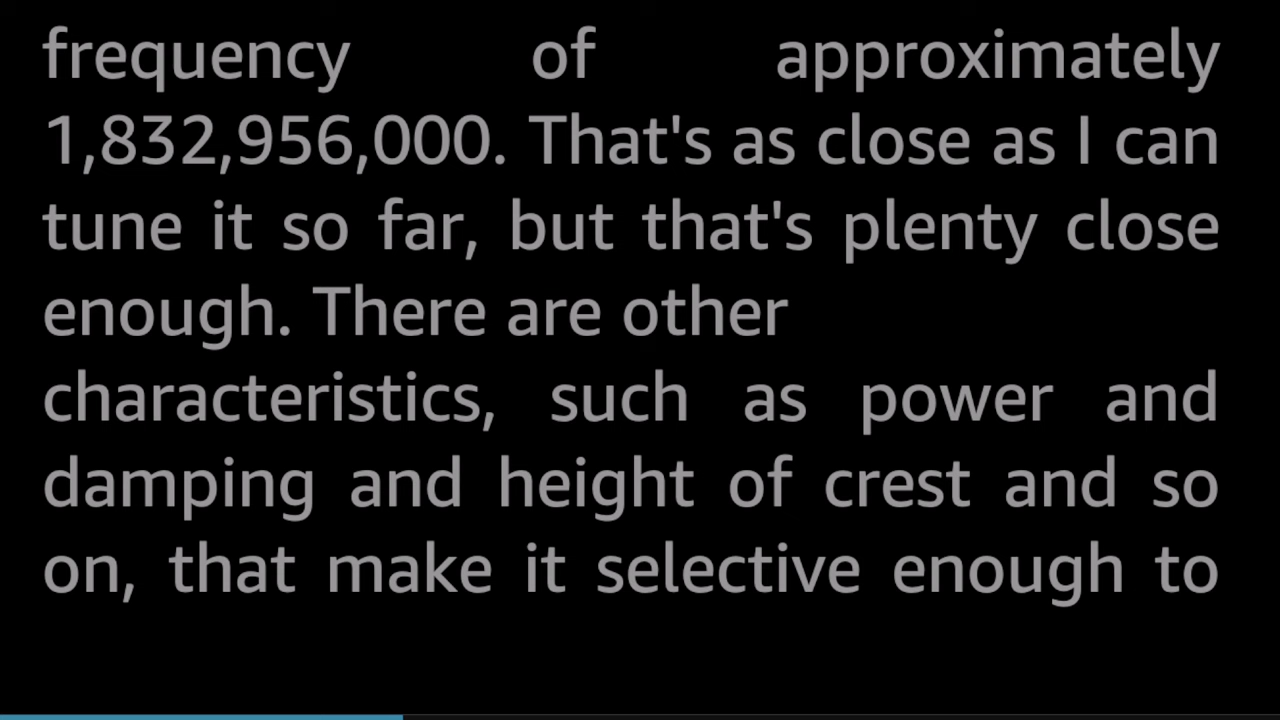 frequency of approximately
1,832,956,000. That's as close as I can
tune it so far, but that's plenty close
enough. There are other
characteristics, such as power and
damping and height of crest and so
on, that make it selective enough to